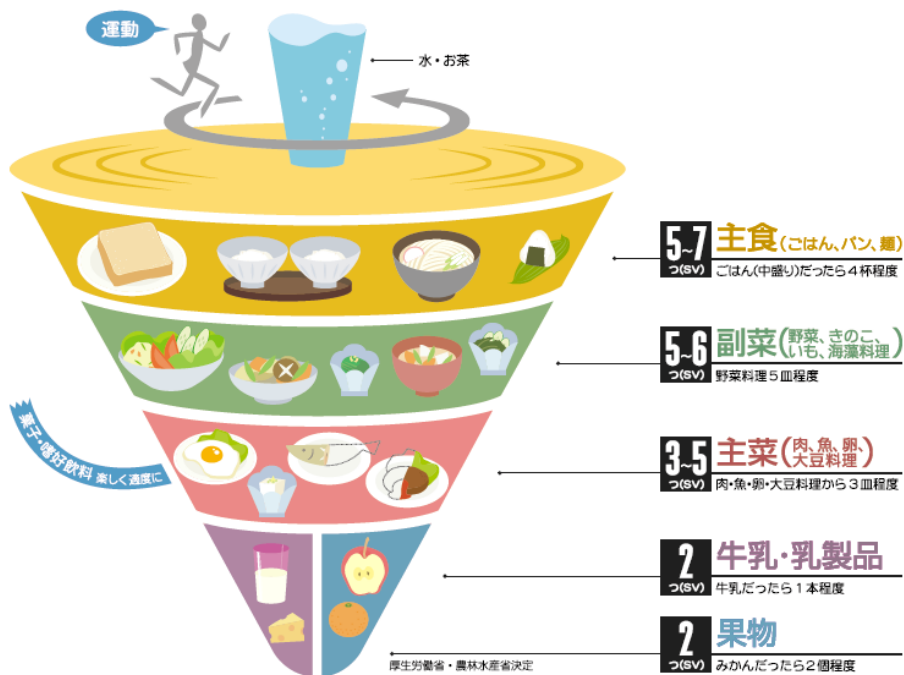 運動
水・お茶
5~7
つ(SV)
主食(ごはん、パン、麺)
ごはん(中盛り)だったら4杯程度
5~6
つ(SV)
副菜(野菜、きのこ、
いも、海藻料理)
野菜料理5皿程度
菓子・嗜好飲料 楽しく適度に
3~5
つ(SV)
主菜(肉、魚、卵、
大豆料理)
肉・魚・卵・大豆料理から3皿程度
2
つ(SV)
牛乳・乳製品
牛乳だったら1本程度
2
つ(SV)
果物
みかんだったら2個程度
厚生労働省・農林水産省決定